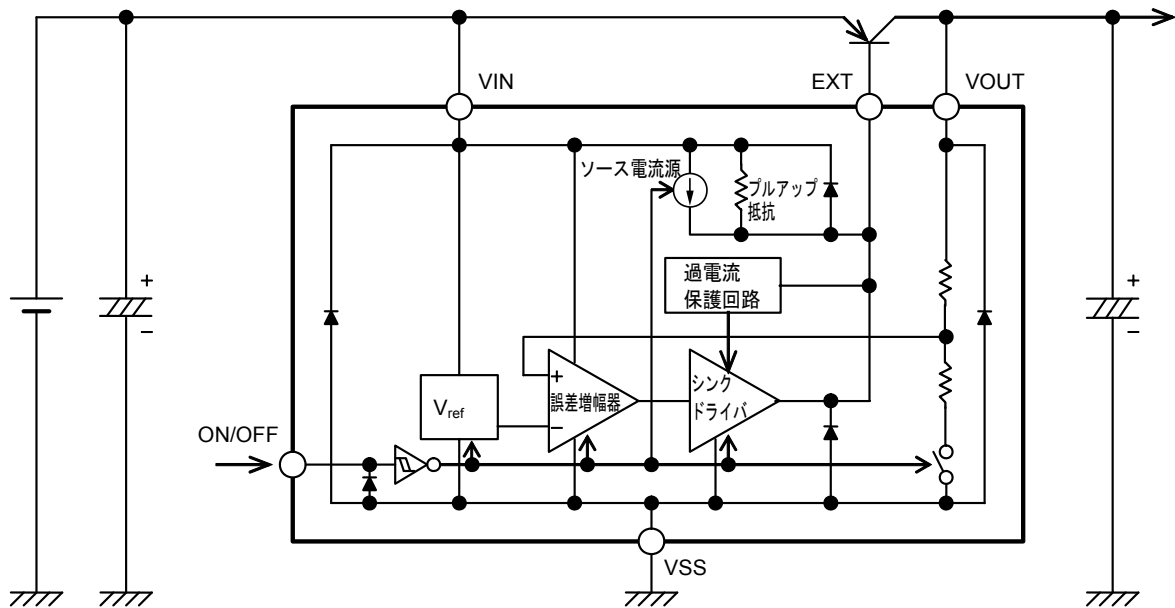 VIN
EXT
VOUT
ソース電流源
プルアップ
抵抗
過電流
保護回路
+
−
+
−
Vref
+
−
誤差増幅器
シンク
ドライバ
ON/OFF
VSS